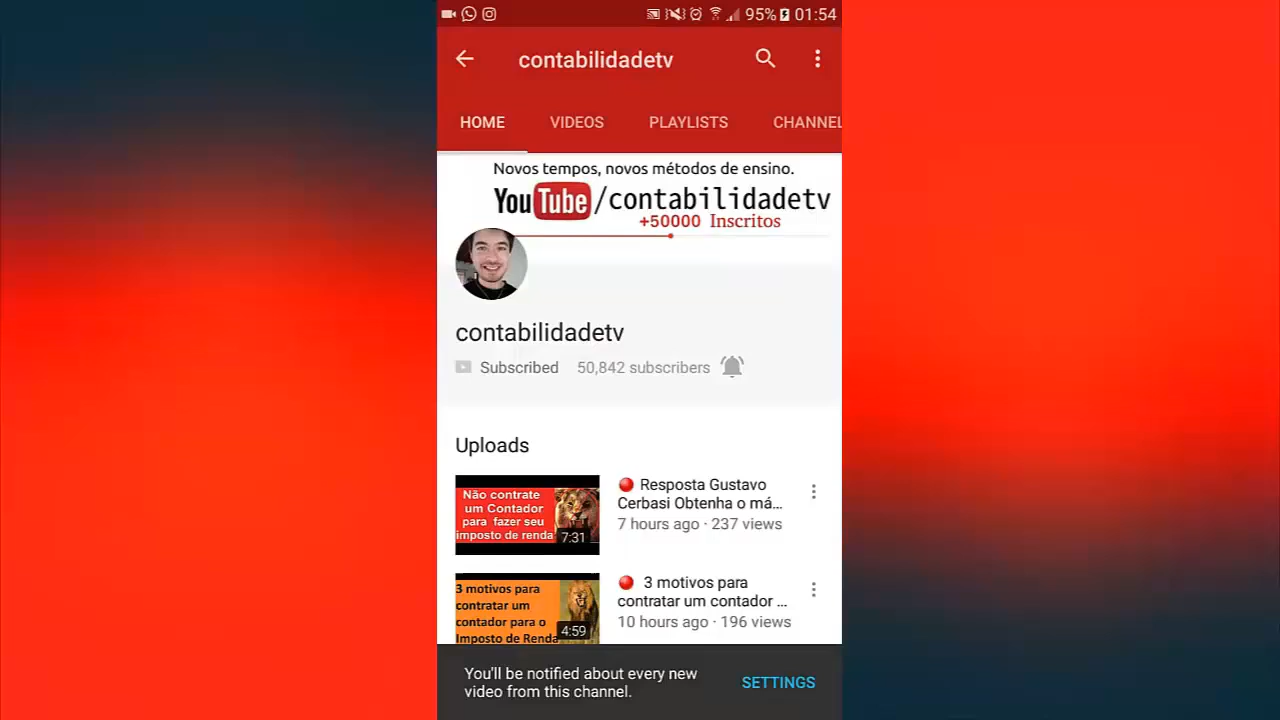 95% 01:54
contabilidadetv
HOME VIDEOS PLAYLISTS CHANNEL
Novos tempos, novos métodos de ensino.
YouTube/contabilidadetv
+50000 Inscritos
contabilidadetv
Subscribed 50,842 subscribers
Uploads
Não contrate
um Contador
para fazer seu
imposto de renda
7:31
Resposta Gustavo
Cerbasi Obtenha o má...
7 hours ago · 237 views
3 motivos para
contratar um
contador para o
Imposto de Renda
4:59
3 motivos para
contratar um contador ...
10 hours ago · 196 views
You'll be notified about every new
video from this channel.
SETTINGS